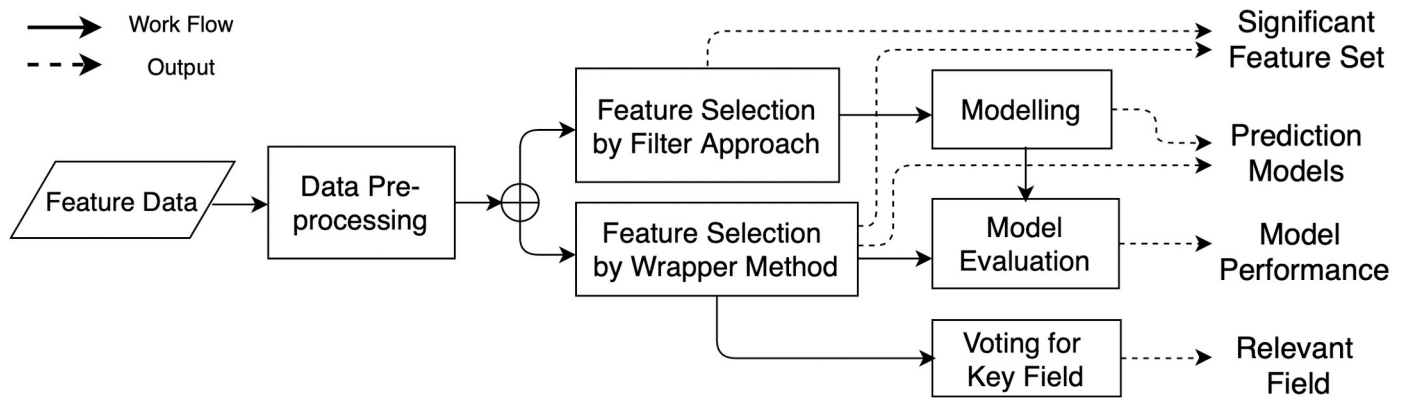 Work Flow
Output
Feature Data
Data Pre-
processing
Feature Selection
by Filter Approach
Feature Selection
by Wrapper Method
Modelling
Model
Evaluation
Voting for
Key Field
Significant
Feature Set
Prediction
Models
Model
Performance
Relevant
Field